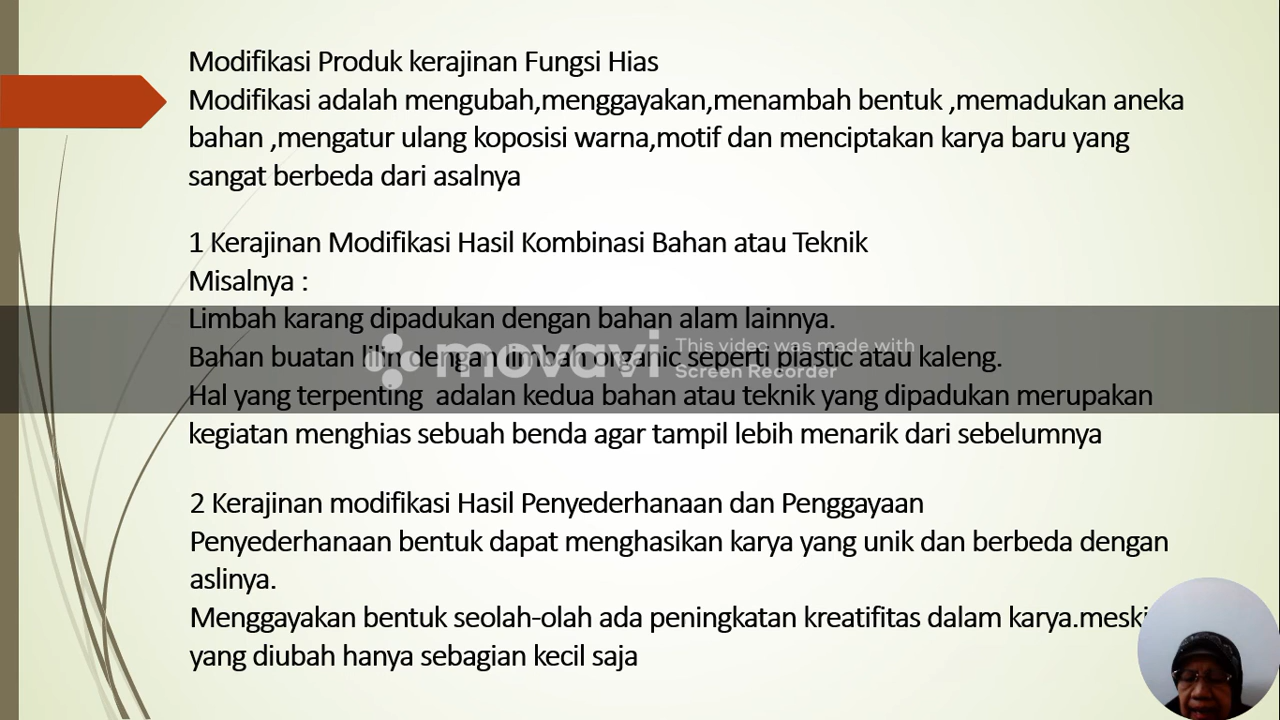 Modifikasi Produk kerajinan Fungsi Hias
Modifikasi adalah mengubah,menggayakan,menambah bentuk ,memadukan aneka
bahan ,mengatur ulang koposisi warna,motif dan menciptakan karya baru yang
sangat berbeda dari asalnya
1 Kerajinan Modifikasi Hasil Kombinasi Bahan atau Teknik
Misalnya :
Limbah karang dipadukan dengan bahan alam lainnya.
Bahan buatan lilin dengan limbah organic seperti plastic atau kaleng.
movavi
This video was made with
Screen Recorder
Hal yang terpenting  adalan kedua bahan atau teknik yang dipadukan merupakan
kegiatan menghias sebuah benda agar tampil lebih menarik dari sebelumnya
2 Kerajinan modifikasi Hasil Penyederhanaan dan Penggayaan
Penyederhanaan bentuk dapat menghasikan karya yang unik dan berbeda dengan
aslinya.
Menggayakan bentuk seolah-olah ada peningkatan kreatifitas dalam karya.meski
yang diubah hanya sebagian kecil saja